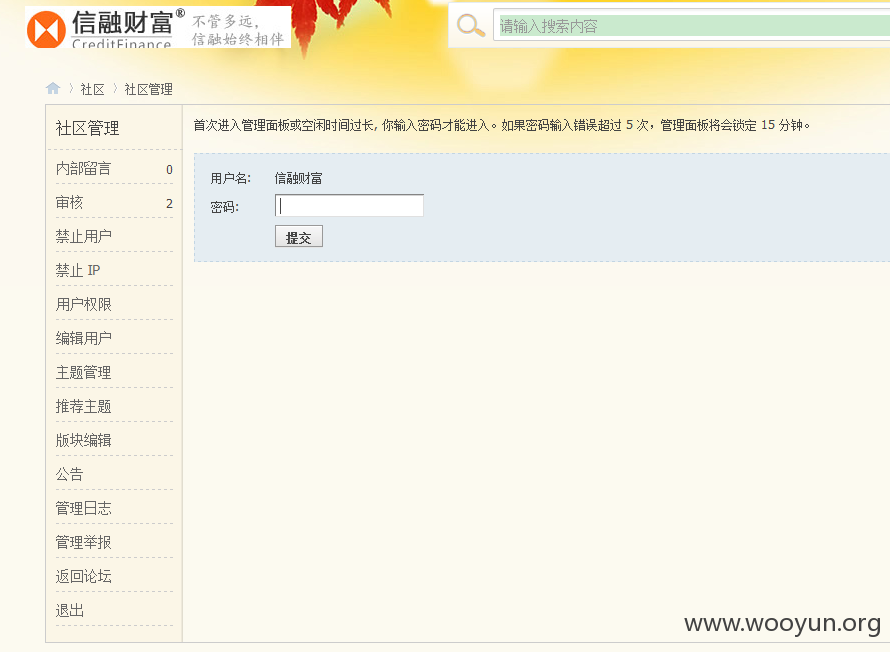 信融财富®
CreditFinance
不管多远，
信融始终相伴
请输入搜索内容
〉社区 〉社区管理
社区管理
内部留言 0
审核 2
禁止用户
禁止 IP
用户权限
编辑用户
主题管理
推荐主题
版块编辑
公告
管理日志
管理举报
返回论坛
退出
首次进入管理面板或空闲时间过长, 你输入密码才能进入。如果密码输入错误超过 5 次，管理面板将会锁定 15 分钟。
用户名: 信融财富
密码:
提交
www.wooyun.org